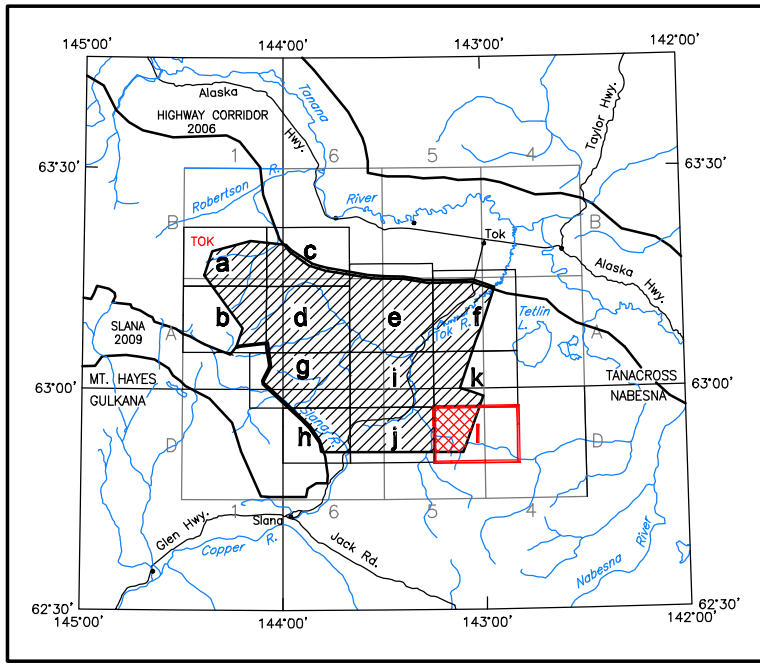 145°00'
144°00'
143°00'
142°00'
Alaska
Hwy.
Tanana
HIGHWAY CORRIDOR
2006
Taylor Hwy.
63°30'
63°30'
1
6
5
4
Robertson R.
River
B
B
TOK
Tok
Alaska
Hwy.
a
c
b
d
e
f
Tok R.
Tetlin
L.
A
SLANA
2009
g
i
k
63°00'
63°00'
MT. HAYES
GULKANA
TANACROSS
NABESNA
Slana R.
h
j
l
D
D
1
6
5
4
Slana
Glen Hwy.
Copper
R.
Jack Rd.
Nabesna
River
62°30'
62°30'
145°00'
144°00'
143°00'
142°00'